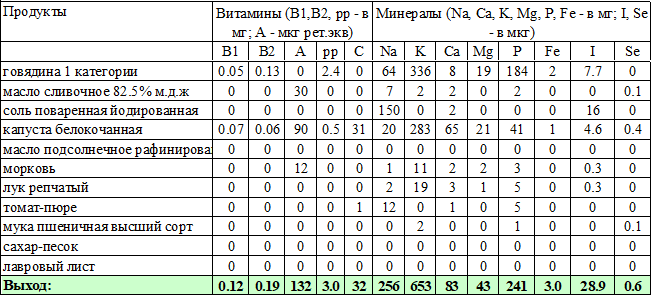 Продукты Витамины (B1,B2, pp - в Минералы (Na, Ca, K, Mg, P, Fe - в мг; I, Se
мг; A - мкг рет.экв) - в мкг)
B1 B2 A pp C Na K Ca Mg P Fe I Se
говядина 1 категории 0.05 0.13 0 2.4 0 64 336 8 19 184 2 7.7 0
масло сливочное 82.5% м.д.ж 0 0 30 0 0 7 2 2 0 2 0 0 0.1
соль поваренная йодированная 0 0 0 0 0 150 0 2 0 0 0 16 0
капуста белокочанная 0.07 0.06 90 0.5 31 20 283 65 21 41 1 4.6 0.4
масло подсолнечное рафинирова 0 0 0 0 0 0 0 0 0 0 0 0 0
морковь 0 0 12 0 0 1 11 2 2 3 0 0.3 0
лук репчатый 0 0 0 0 0 2 19 3 1 5 0 0.3 0
томат-пюре 0 0 0 0 1 12 0 1 0 5 0 0 0
мука пшеничная высший сорт 0 0 0 0 0 0 2 0 0 1 0 0 0.1
сахар-песок 0 0 0 0 0 0 0 0 0 0 0 0 0
лавровый лист 0 0 0 0 0 0 0 0 0 0 0 0 0
Выход: 0.12 0.19 132 3.0 32 256 653 83 43 241 3.0 28.9 0.6